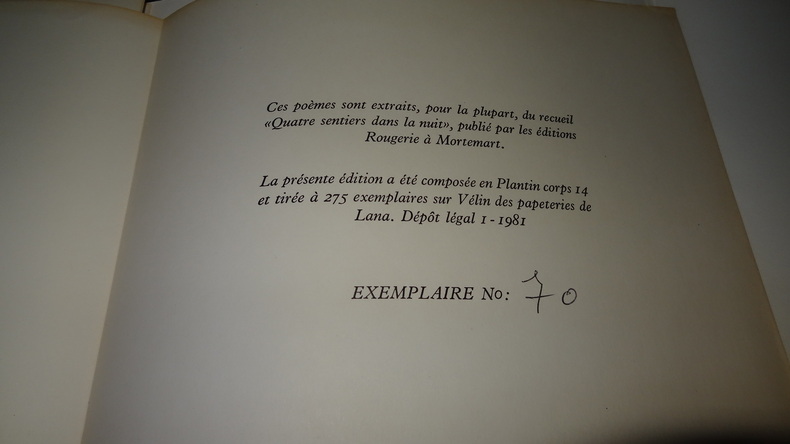 Ces poèmes sont extraits, pour la plupart, du recueil
«Quatre sentiers dans la nuit», publié par les éditions
Rougerie à Mortemart.
La présente édition a été composée en Plantin corps 14
et tirée à 275 exemplaires sur Vélin des papeteries de
Lana. Dépôt légal 1 - 1981
EXEMPLAIRE No: 70